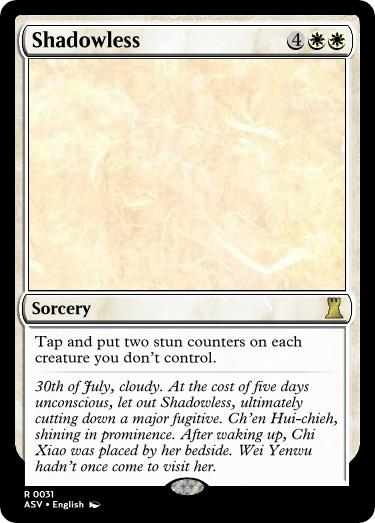 Shadowless 4
Sorcery
Tap and put two stun counters on each
creature you don't control.
30th of July, cloudy. At the cost of five days
unconscious, let out Shadowless, ultimately
cutting down a major fugitive. Ch'en Hui-chieh,
shining in prominence. After waking up, Chi
Xiao was placed by her bedside. Wei Yenwu
hadn't once come to visit her.
R 0031
ASV • English